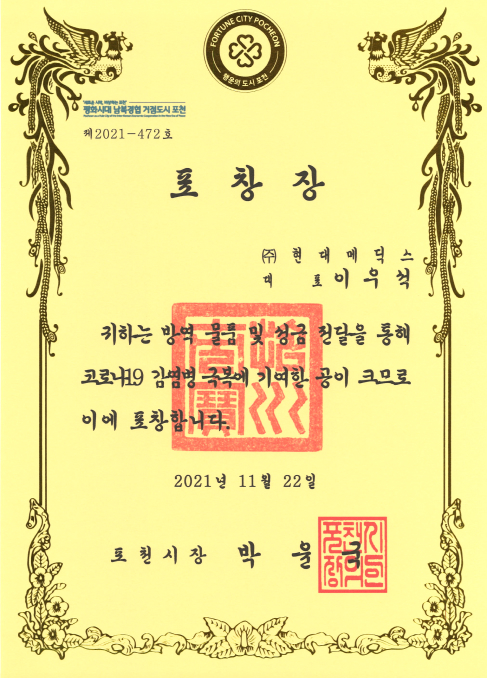 FORTUNE CITY POCHEON
행운의 도시 포천
평화시대 남북경협 거점도시 포천
제2021-472호
표창장
㈜현대메딕스
대표 이우석
귀하는 방역 물품 및 성금 전달을 통해
코로나19 감염병 극복에 기여한 공이 크므로
이에 표창합니다.
2021년 11월 22일
포천시장 박윤국